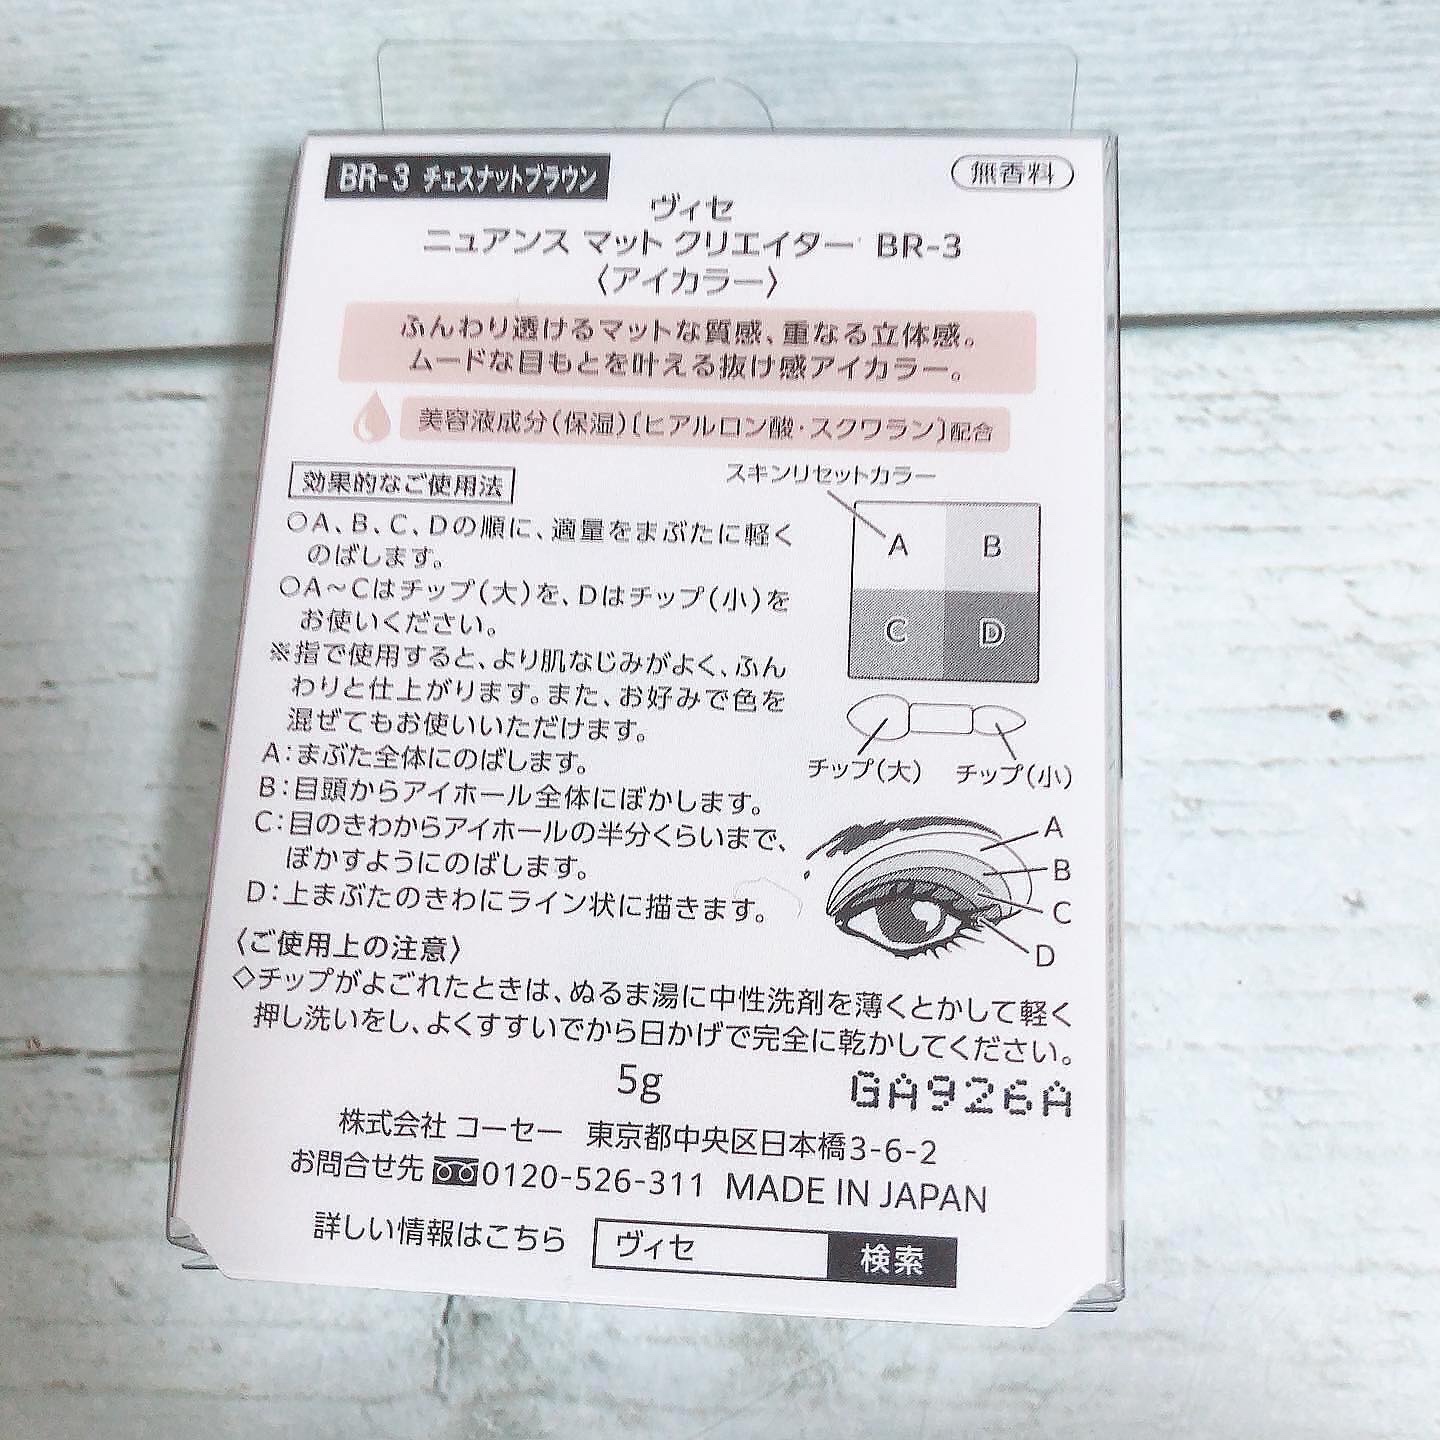 BR-3 チェスナットブラウン
無香料
ヴィセ
ニュアンス マット クリエイター BR-3
〈アイカラー〉
ふんわり透けるマットな質感、重なる立体感。
ムードな目もとを叶える抜け感アイカラー。
美容液成分(保湿)[ヒアルロン酸・スクワラン]配合
効果的なご使用法
○A、B、C、Dの順に、適量をまぶたに軽く
のばします。
○A~Cはチップ(大)を、Dはチップ(小)を
お使いください。
※指で使用すると、より肌なじみがよく、ふん
わりと仕上がります。また、お好みで色を
混ぜてもお使いいただけます。
A:まぶた全体にのばします。
B:目頭からアイホール全体にぼかします。
C:目のきわからアイホールの半分くらいまで、
ぼかすようにのばします。
D:上まぶたのきわにライン状に描きます。
スキンリセットカラー
A B
C D
チップ(大) チップ(小)
A
B
C
D
〈ご使用上の注意〉
◇チップがよごれたときは、ぬるま湯に中性洗剤を薄くとかして軽く
押し洗いをし、よくすすいでから日かげで完全に乾かしてください。
5g
GA926A
株式会社 コーセー 東京都中央区日本橋3-6-2
お問合せ先 0120-526-311 MADE IN JAPAN
詳しい情報はこちら ヴィセ 検索